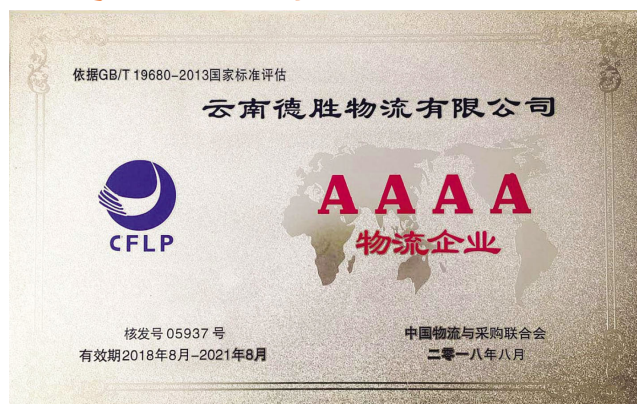 依据GB/T 19680-2013国家标准评估
云南德胜物流有限公司
CFLP
AAAA
物流企业
核发号 05937 号
有效期2018年8月-2021年8月
中国物流与采购联合会
二零一八年八月